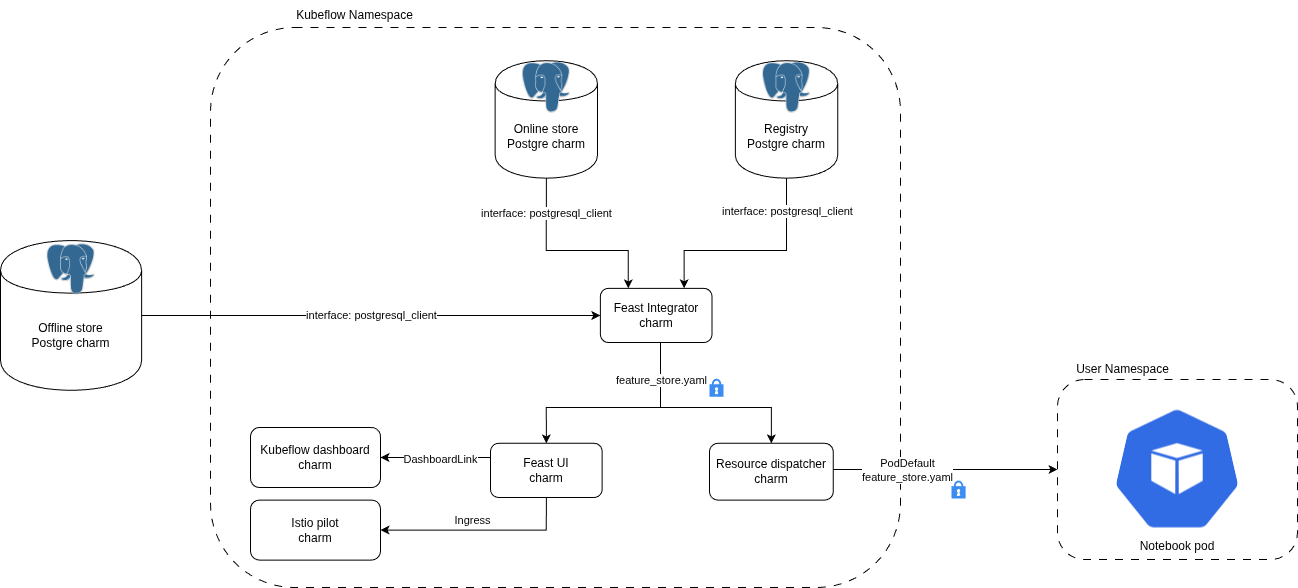 Kubeflow Namespace
Online store
Postgre charm
Registry
Postgre charm
interface: postgresql_client
interface: postgresql_client
Offline store
Postgre charm
interface: postgresql_client
Feast Integrator
charm
feature_store.yaml
User Namespace
Kubeflow dashboard
charm
DashboardLink
Feast UI
charm
Resource dispatcher
charm
PodDefault
feature_store.yaml
Istio pilot
charm
Ingress
Notebook pod